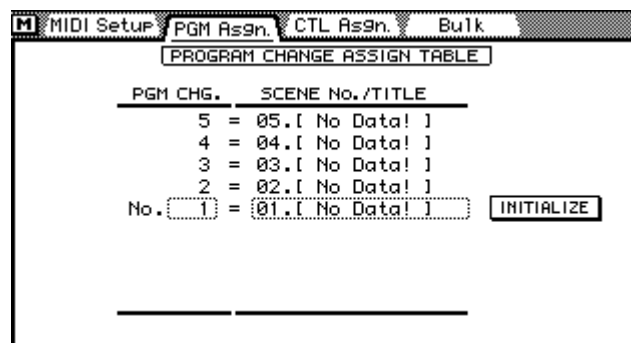 M MIDI Setup PGM Asgn. CTL Asgn. Bulk
PROGRAM CHANGE ASSIGN TABLE
PGM CHG. SCENE No./TITLE
5 = 05.[ No Data! ]
4 = 04.[ No Data! ]
3 = 03.[ No Data! ]
2 = 02.[ No Data! ]
No. 1 = 01.[ No Data! ] INITIALIZE